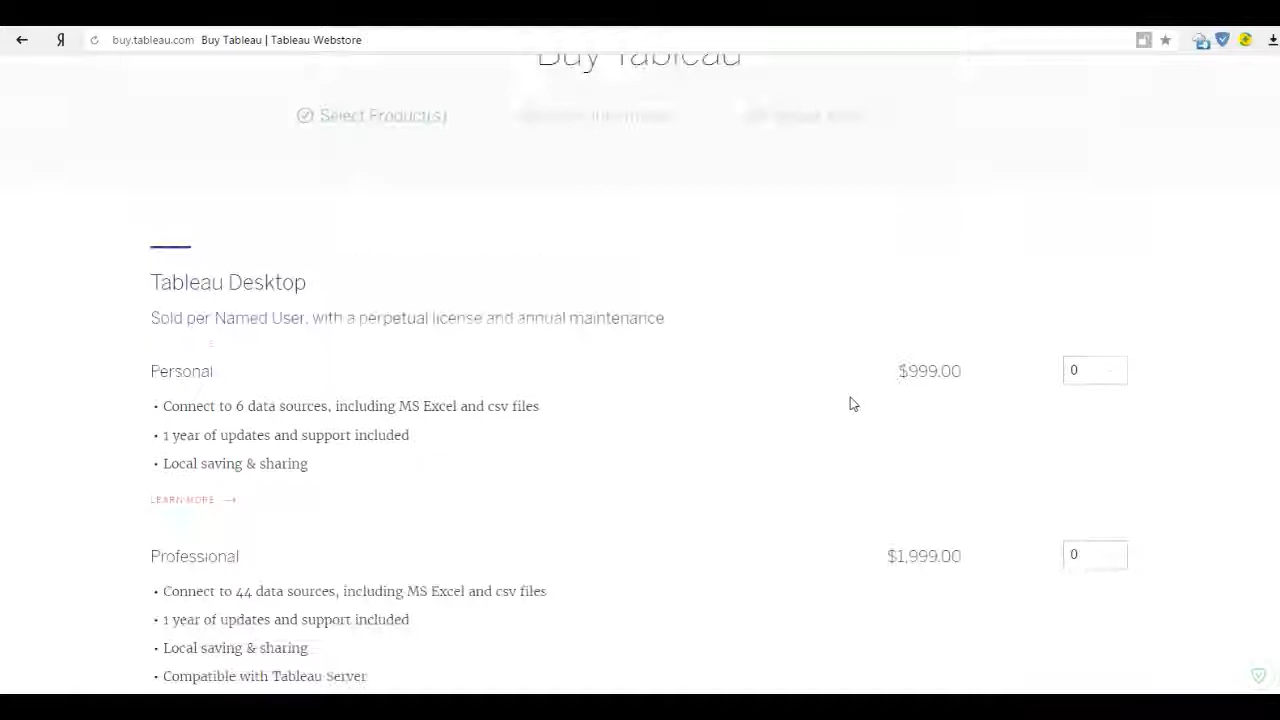 Я buy.tableau.com Buy Tableau | Tableau Webstore
Buy Tableau
Select Product(s)
Tableau Desktop
Sold per Named User, with a perpetual license and annual maintenance
Personal $999.00 0
• Connect to 6 data sources, including MS Excel and csv files
• 1 year of updates and support included
• Local saving & sharing
LEARN MORE →
Professional $1,999.00 0
• Connect to 44 data sources, including MS Excel and csv files
• 1 year of updates and support included
• Local saving & sharing
• Compatible with Tableau Server